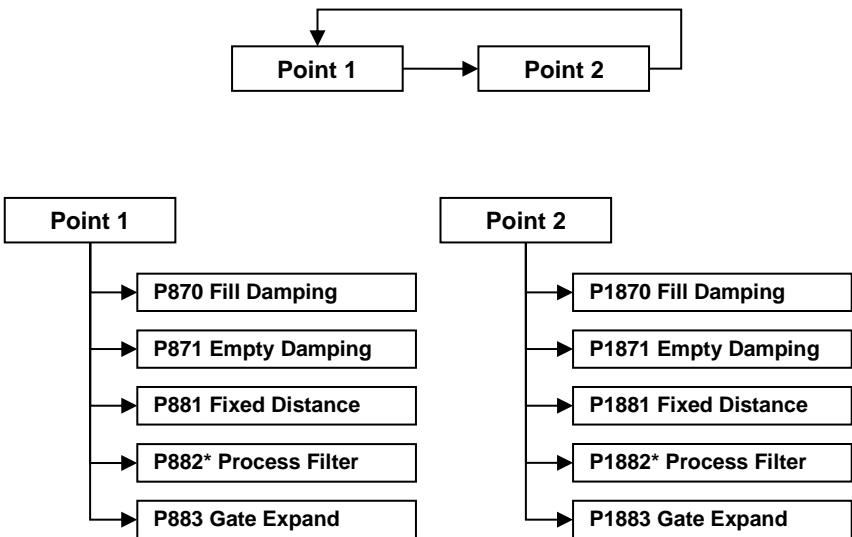 Point 1
Point 2
Point 1
P870 Fill Damping
P871 Empty Damping
P881 Fixed Distance
P882* Process Filter
P883 Gate Expand
Point 2
P1870 Fill Damping
P1871 Empty Damping
P1881 Fixed Distance
P1882* Process Filter
P1883 Gate Expand